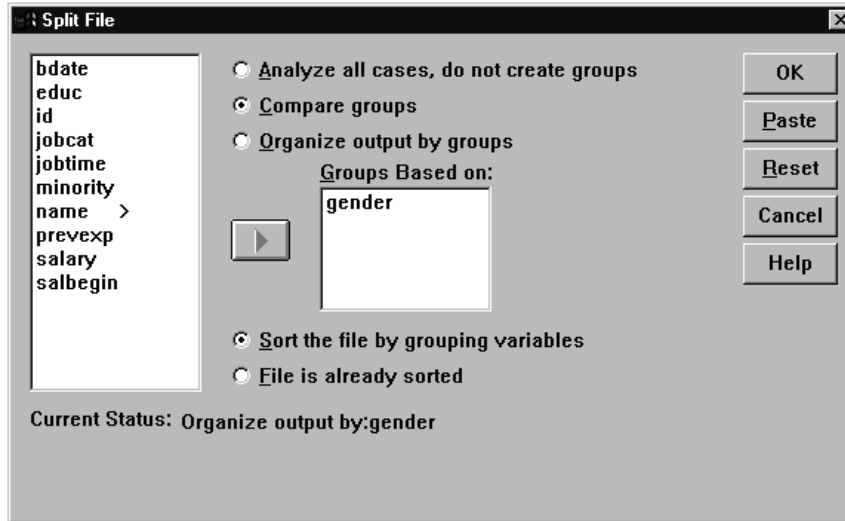 Split File
bdate
educ
id
jobcat
jobtime
minority
name >
prevexp
salary
salbegin
Analyze all cases, do not create groups
Compare groups
Organize output by groups
Groups Based on:
gender
Sort the file by grouping variables
File is already sorted
OK
Paste
Reset
Cancel
Help
Current Status: Organize output by:gender